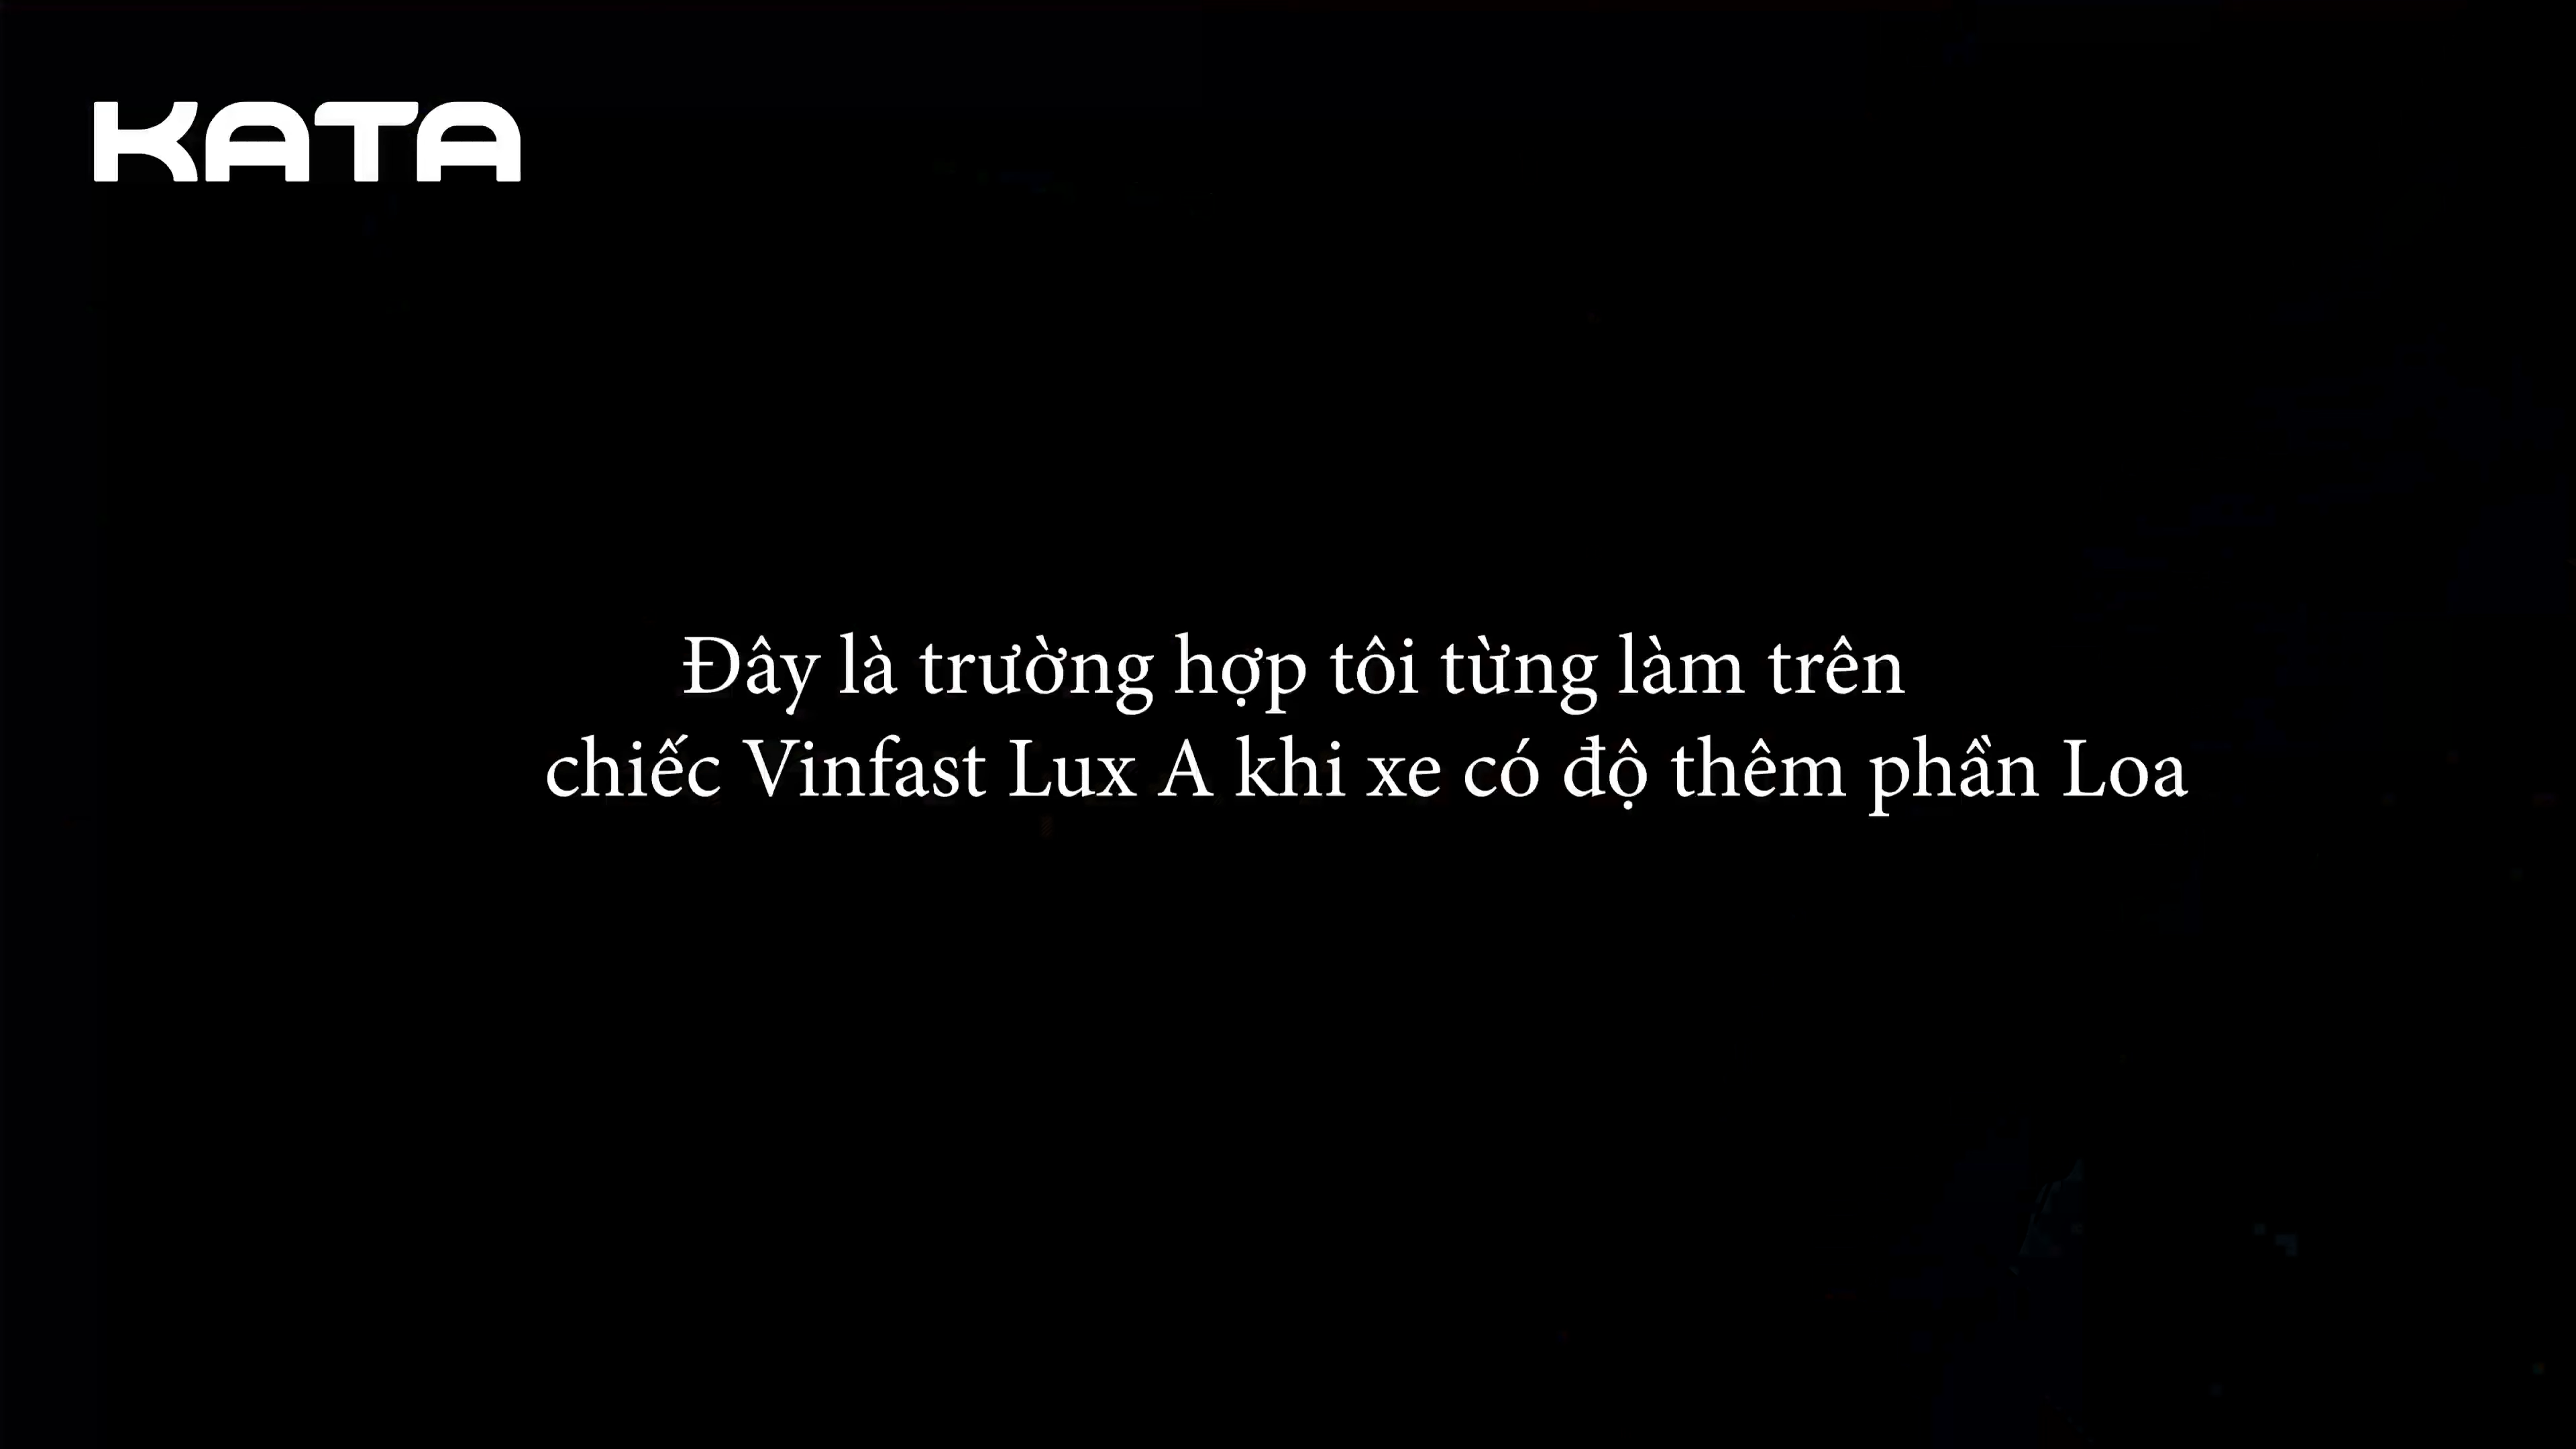 KATA
Đây là trường hợp tôi từng làm trên
chiếc Vinfast Lux A khi xe có độ thêm phần Loa